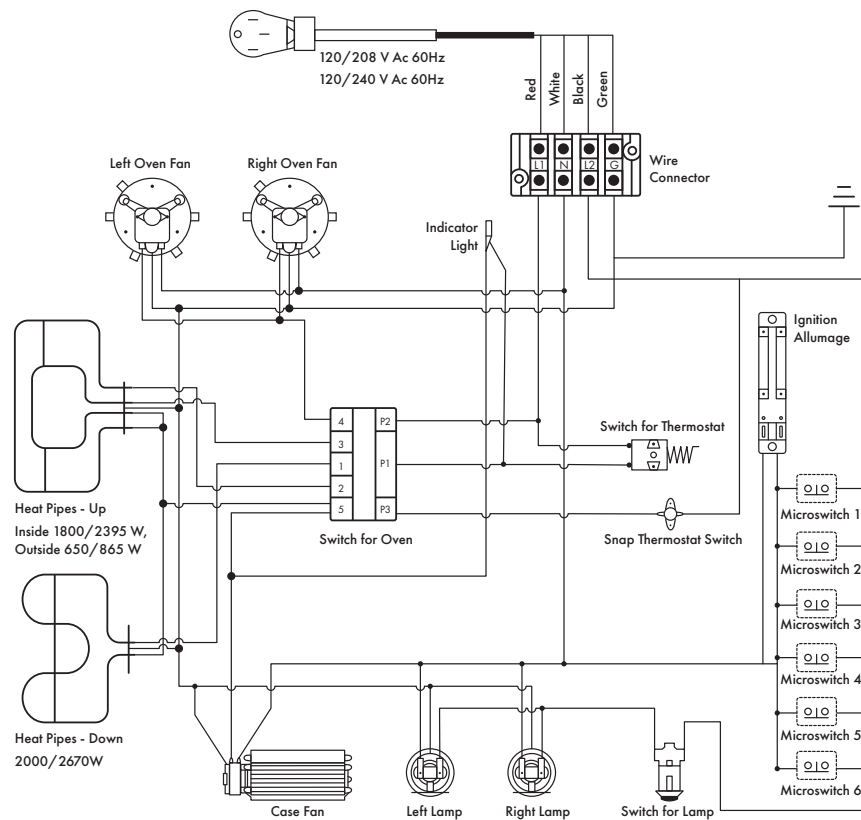 120/208 V Ac 60Hz
120/240 V Ac 60Hz
Red
White
Black
Green
L1
N
L2
G
Wire
Connector
Left Oven Fan
Right Oven Fan
Indicator
Light
Ignition
Allumage
4
3
1
2
5
P2
P1
P3
Switch for Oven
Switch for Thermostat
Snap Thermostat Switch
Heat Pipes - Up
Inside 1800/2395 W,
Outside 650/865 W
Microswitch 1
Microswitch 2
Microswitch 3
Microswitch 4
Microswitch 5
Microswitch 6
Heat Pipes - Down
2000/2670W
Case Fan
Left Lamp
Right Lamp
Switch for Lamp